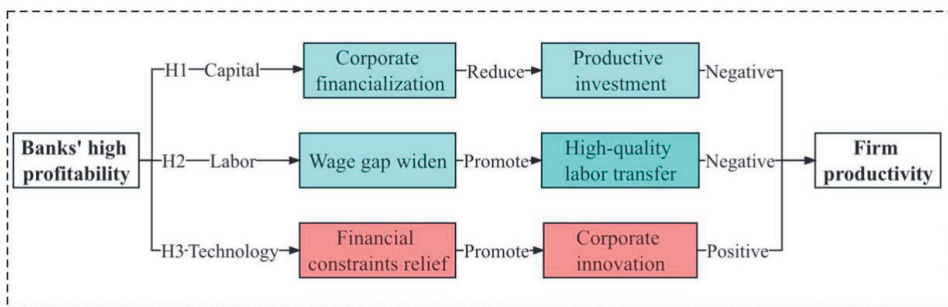 Banks' high
profitability
H1
Capital
Corporate
financialization
Reduce
Productive
investment
Negative
H2
Labor
Wage gap widen
Promote
High-quality
labor transfer
Negative
H3
Technology
Financial
constraints relief
Promote
Corporate
innovation
Positive
Firm
productivity